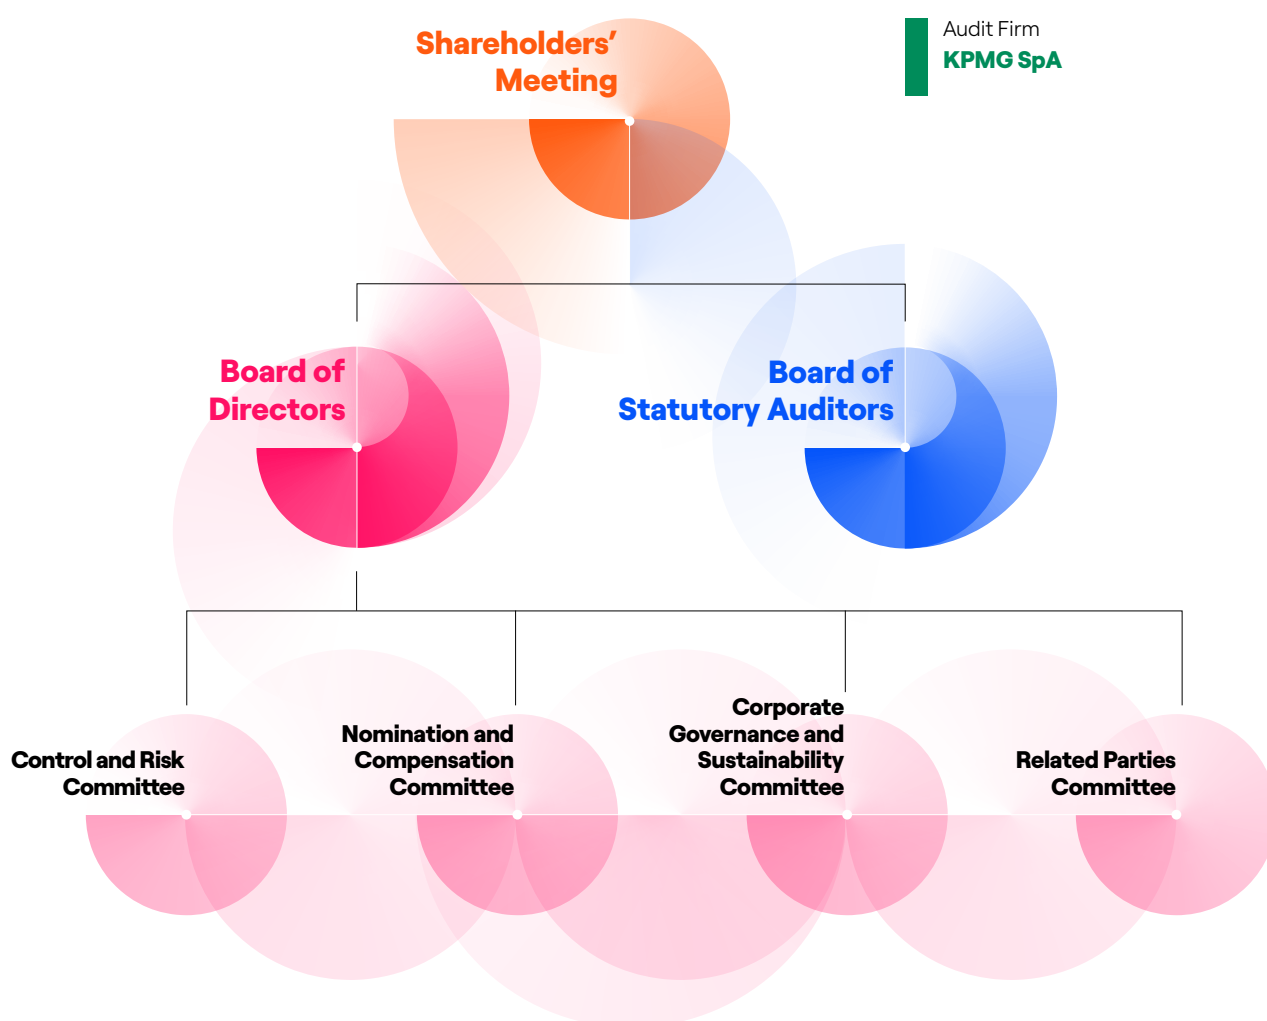 Shareholders’
Meeting
Audit Firm
KPMG SpA
Board of
Directors
Board of
Statutory Auditors
Control and Risk
Committee
Nomination and
Compensation
Committee
Corporate
Governance and
Sustainability
Committee
Related Parties
Committee